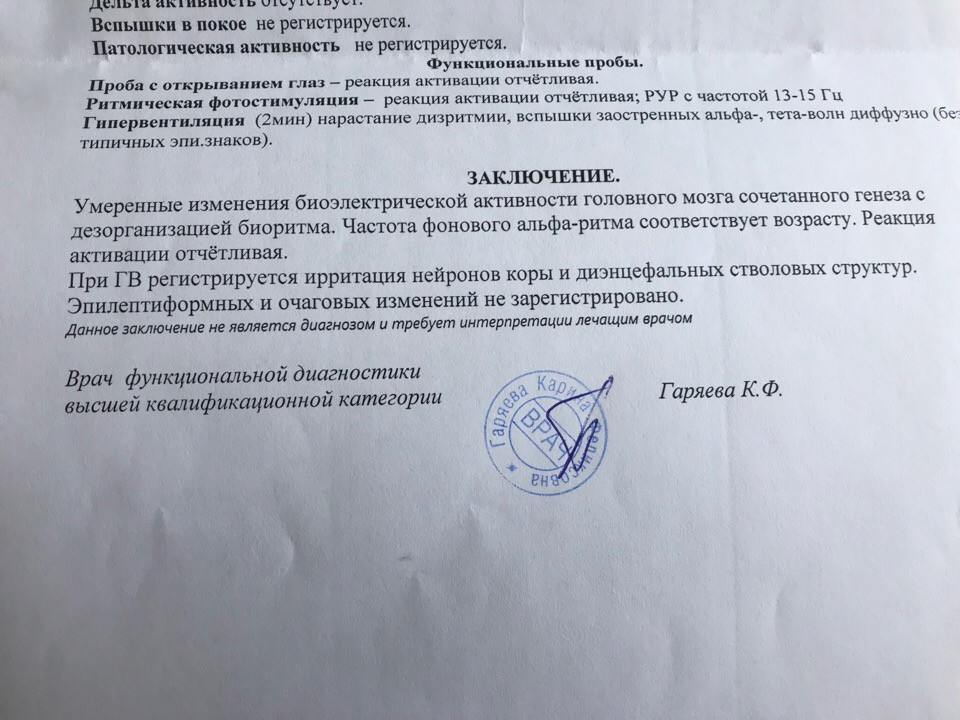 Дельта активность отсутствует.
Вспышки в покое не регистрируется.
Патологическая активность не регистрируется.
Функциональные пробы.
Проба с открыванием глаз – реакция активации отчётливая.
Ритмическая фотостимуляция – реакция активации отчётливая; РУР с частотой 13-15 Гц
Гипервентиляция (2мин) нарастание дизритмии, вспышки заостренных альфа-, тета-волн диффузно (без
типичных эпи.знаков).
ЗАКЛЮЧЕНИЕ.
Умеренные изменения биоэлектрической активности головного мозга сочетанного генеза с
дезорганизацией биоритма. Частота фонового альфа-ритма соответствует возрасту. Реакция
активации отчётливая.
При ГВ регистрируется ирритация нейронов коры и диэнцефальных стволовых структур.
Эпилептиформных и очаговых изменений не зарегистрировано.
Данное заключение не является диагнозом и требует интерпретации лечащим врачом
Врач функциональной диагностики
высшей квалификационной категории
Гаряева К.Ф.
Гаряева Карина Феликсовна *
ВРАЧ